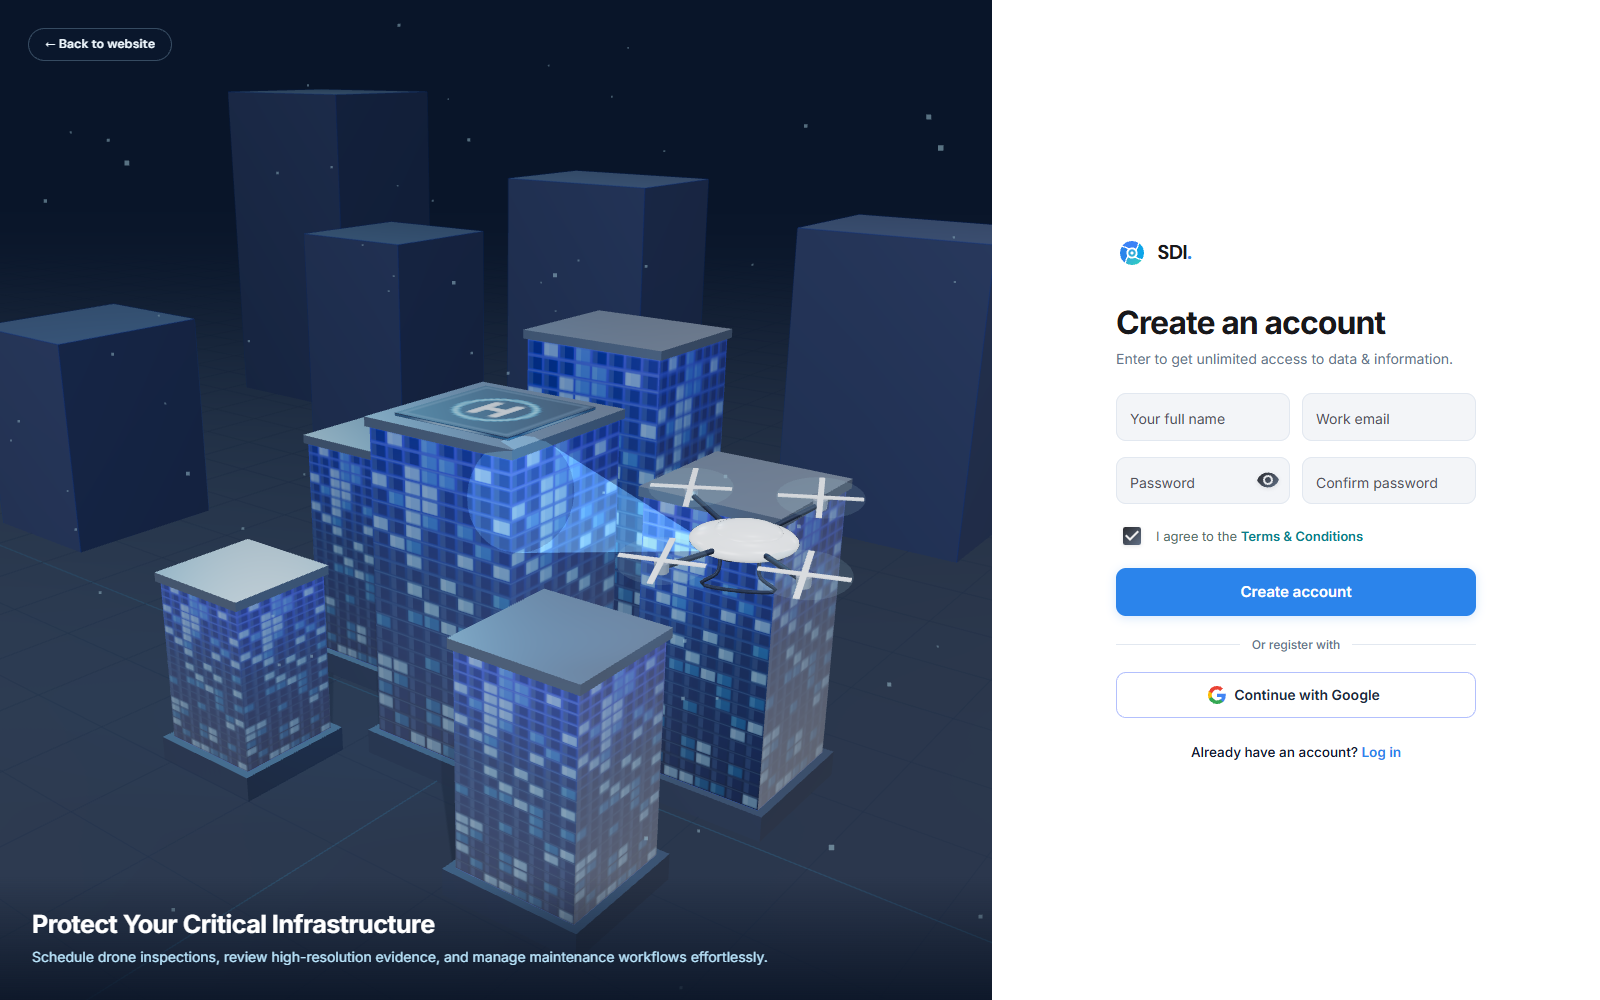 ← Back to website
H
Protect Your Critical Infrastructure
Schedule drone inspections, review high-resolution evidence, and manage maintenance workflows effortlessly.
SDI.
Create an account
Enter to get unlimited access to data & information.
Your full name
Work email
Password
Confirm password
I agree to the Terms & Conditions
Create account
Or register with
Continue with Google
Already have an account? Log in